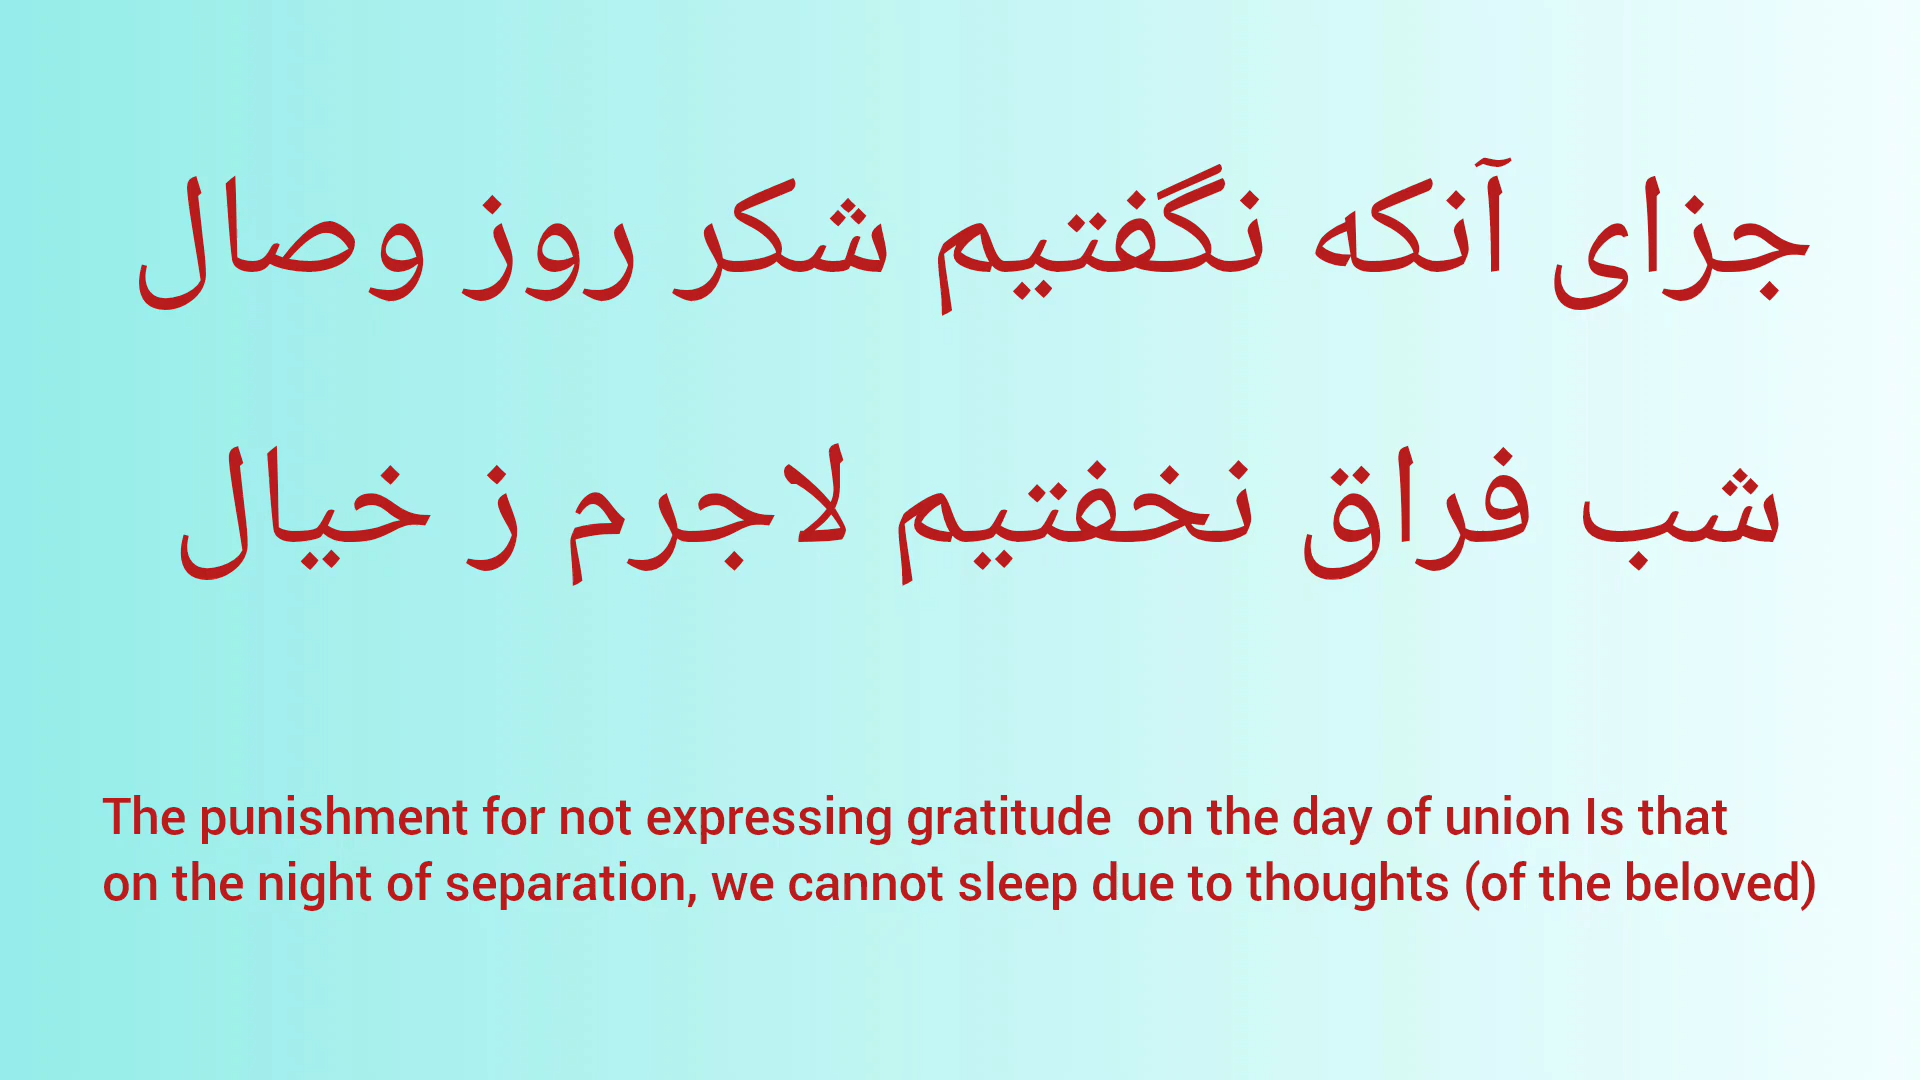 جزای آنکه نگفتیم شکر روز وصال
شب فراق نخفتیم لاجرم ز خیال
The punishment for not expressing gratitude  on the day of union Is that
on the night of separation, we cannot sleep due to thoughts (of the beloved)